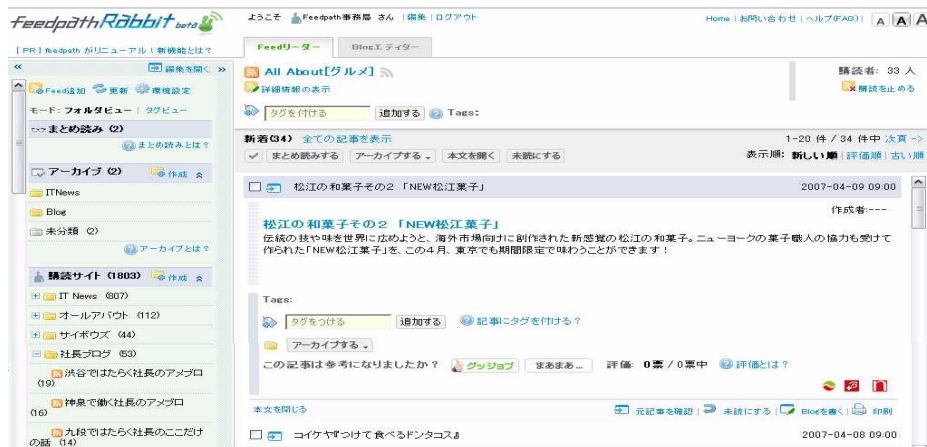 feedpath Rabbit beta
ようこそ Feedpath事務局 さん | 編集 | ログアウト
Home | お問い合わせ | ヘルプ(FAQ) | A A A
[ PR ] feedpath がリニューアル！新機能とは？
Feedリーダー
Blogエディター
« 編集を開く »
Feed追加 更新 環境設定
モード: フォルダビュー | タグビュー
まとめ読み (2)
まとめ読みとは？
アーカイブ (2) 作成
ITNews
Blog
未分類 (2)
アーカイブとは？
購読サイト (1803) 作成
IT News (807)
オールアバウト (112)
サイボウズ (44)
社長ブログ (53)
渋谷ではたらく社長のアメブロ
(19)
神泉で働く社長のアメブロ
(16)
九段ではたらく社長のここだけ
の話 (14)
All About[グルメ]
購読者: 33 人
詳細情報の表示
購読を止める
タグを付ける 追加する Tags:
新着(34) 全ての記事を表示
1-20 件 / 34 件中 次頁 ->
まとめ読みする アーカイブする 本文を開く 未読にする
表示順: 新しい順 | 評価順 | 古い順
松江の和菓子その２ 「NEW松江菓子」
2007-04-09 09:00
作成者:---
松江の和菓子その２ 「NEW松江菓子」
伝統の技や味を世界に広めようと、海外市場向けに創作された新感覚の松江の和菓子。ニューヨークの菓子職人の協力も受けて
作られた「NEW松江菓子」を、この４月、東京でも期間限定で味わうことができます！
Tags:
タグをつける 追加する 記事にタグを付ける？
アーカイブする
この記事は参考になりましたか？ グッジョブ まあまあ... 評価: 0票 / 0票中 評価とは？
本文を閉じる
元記事を確認 | 未読にする | Blogを書く | 印刷
コイケヤ『つけて食べるドンタコス』
2007-04-08 09:00